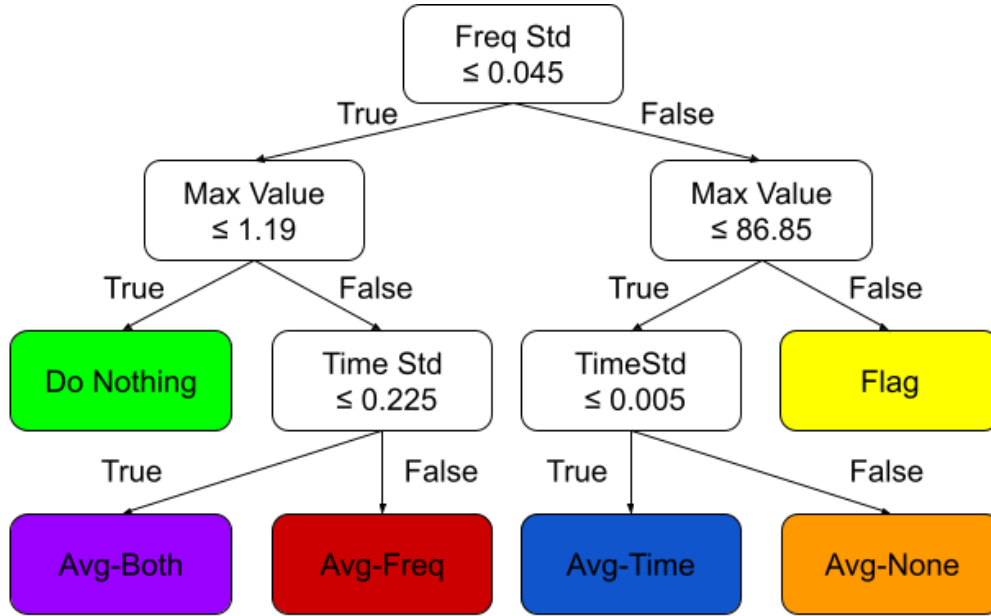 Freq Std
≤ 0.045
True
False
Max Value
≤ 1.19
Max Value
≤ 86.85
True
False
True
False
Do Nothing
Time Std
≤ 0.225
TimeStd
≤ 0.005
Flag
True
False
True
False
Avg-Both
Avg-Freq
Avg-Time
Avg-None